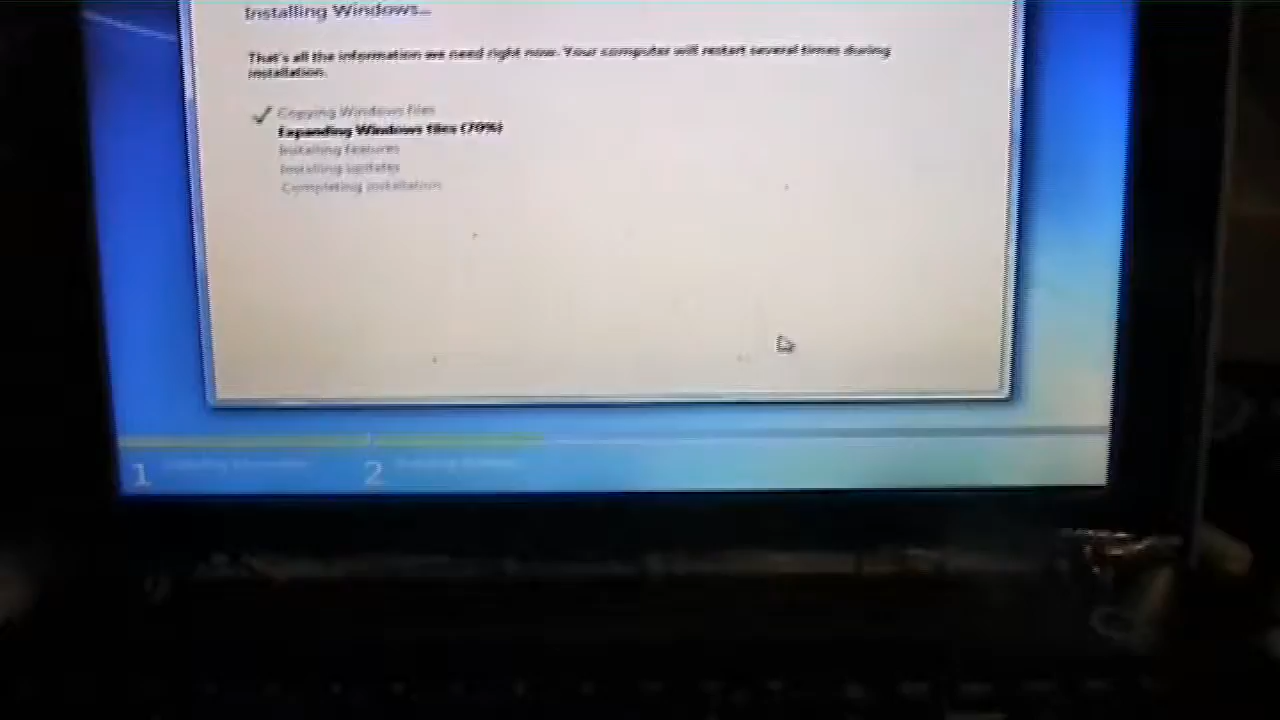 Installing Windows...
That's all the information we need right now. Your computer will restart several times during
installation.
Copying Windows files
Expanding Windows files (70%)
Installing features
Installing updates
Completing installation
1
2